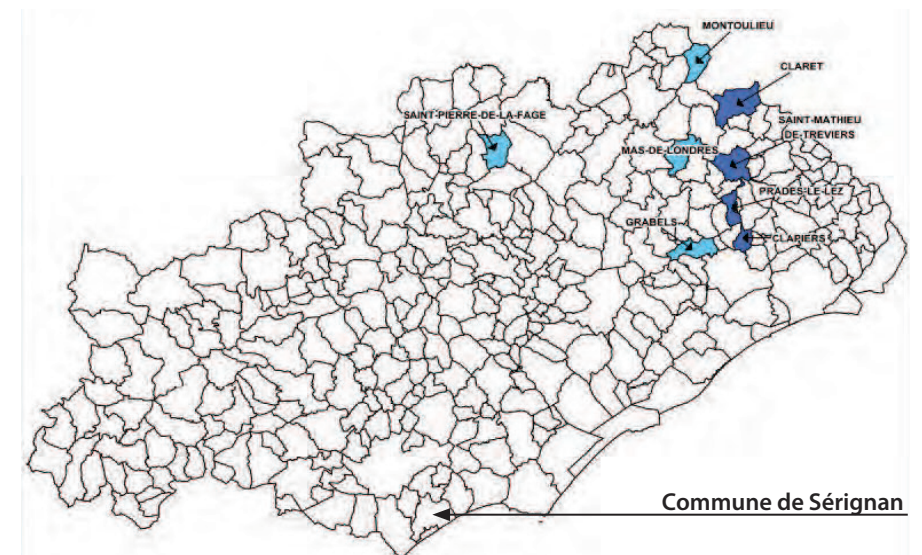 MONTOULIEU
CLARET
SAINT-PIERRE-DE-LA-FAGE
SAINT-MATHIEU
DE-TREVIERS
MAS-DE-LONDRES
PRADES-LE-LEZ
GRABELS
CLAPIERS
Commune de Sérignan